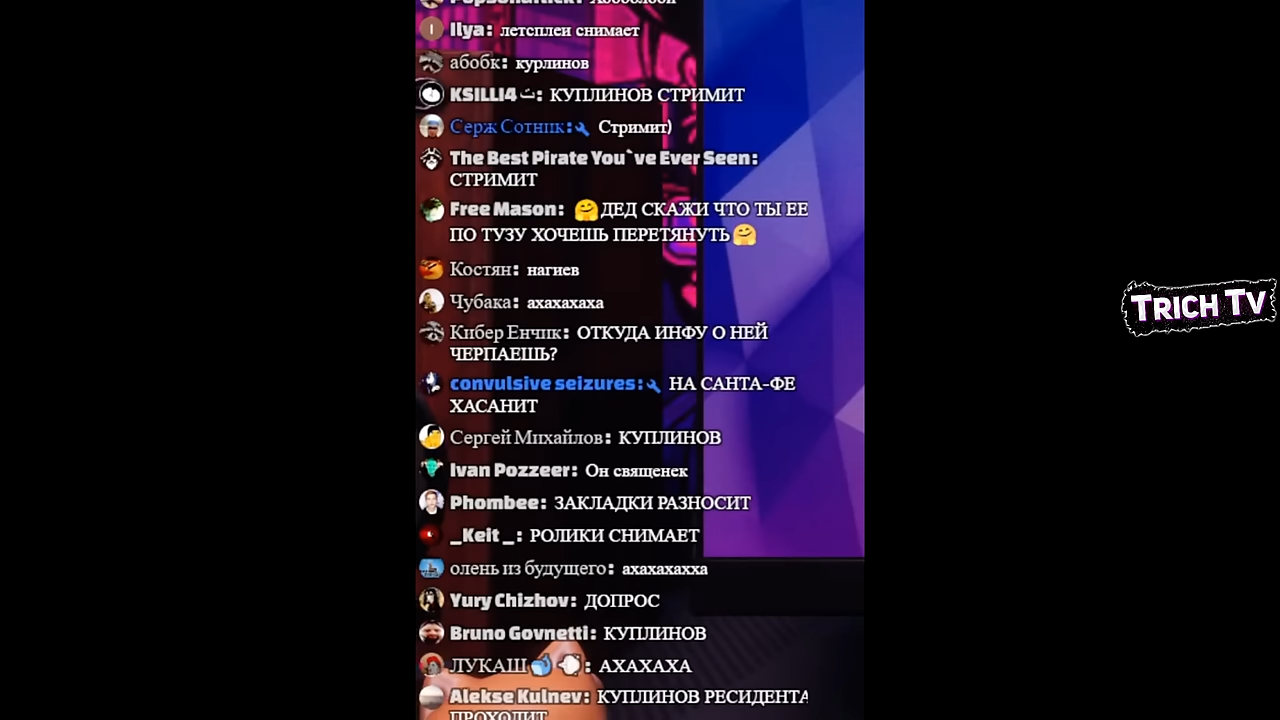 Ilya: летсплеи снимает
абобк: курлинов
KSILLI4 ت: КУПЛИНОВ СТРИМИТ
Серж Сотник: Стримит)
The Best Pirate You`ve Ever Seen:
СТРИМИТ
Free Mason: 🤗ДЕД СКАЖИ ЧТО ТЫ ЕЕ
ПО ТУЗУ ХОЧЕШЬ ПЕРЕТЯНУТЬ🤗
Костян: нагиев
Чубака: ахахахаха
Кибер Енчик: ОТКУДА ИНФУ О НЕЙ
ЧЕРПАЕШЬ?
convulsive seizures: НА САНТА-ФЕ
ХАСАНИТ
Сергей Михайлов: КУПЛИНОВ
Ivan Pozzeer: Он священек
Phombee: ЗАКЛАДКИ РАЗНОСИТ
_Keit _: РОЛИКИ СНИМАЕТ
олень из будущего: ахахахахха
Yury Chizhov: ДОПРОС
Bruno Govnetti: КУПЛИНОВ
ЛУКАШ: АХАХАХА
Alekse Kulnev: КУПЛИНОВ РЕСИДЕНТА
ПРОХОДИТ
TRICH TV